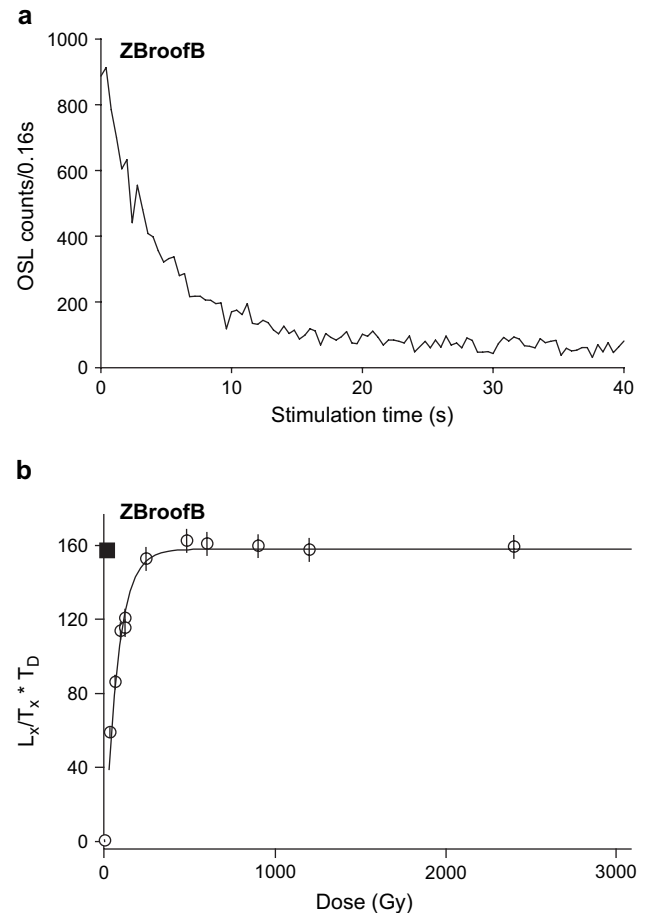 a
ZBroofB
1000
800
600
400
200
0
OSL counts/0.16s
0 10 20 30 40
Stimulation time (s)
b
ZBroofB
160
120
80
40
0
Lx/Tx * TD
0 1000 2000 3000
Dose (Gy)